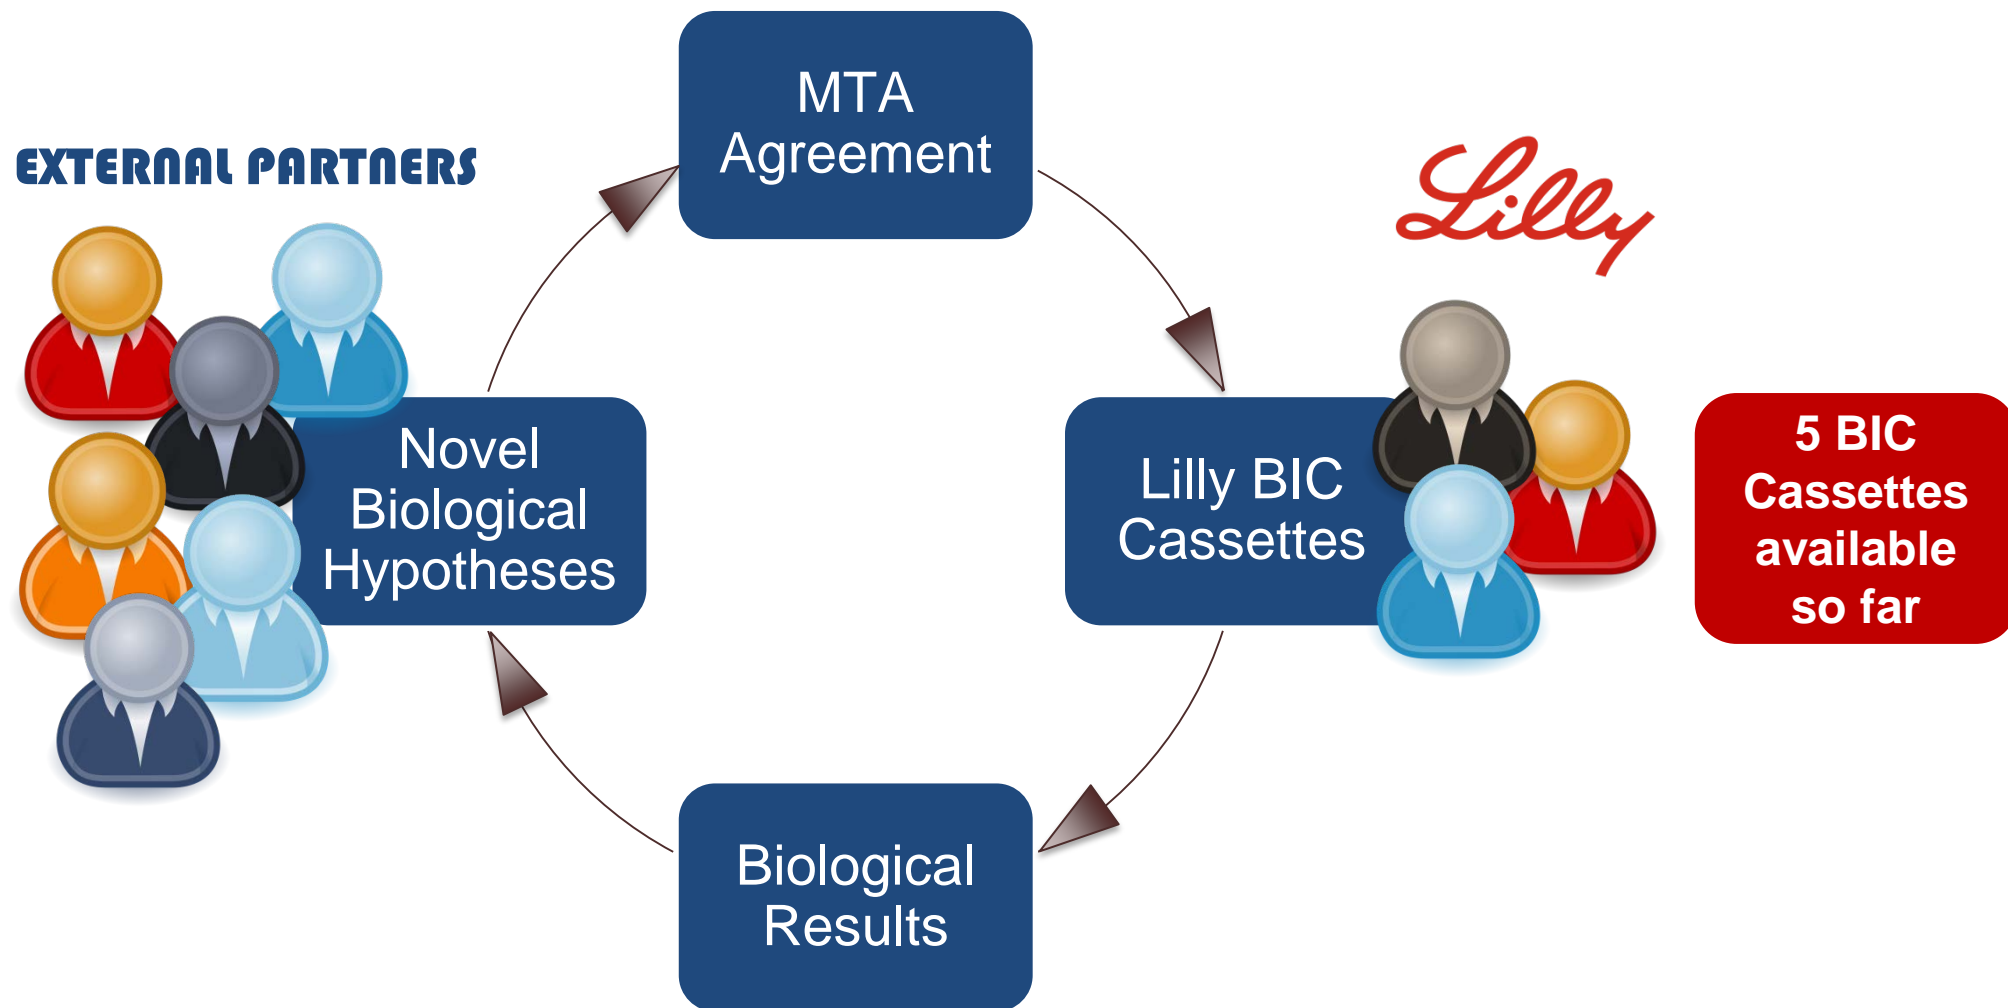 MTA
Agreement
EXTERNAL PARTNERS
Lilly
Novel
Biological
Hypotheses
Lilly BIC
Cassettes
5 BIC
Cassettes
available
so far
Biological
Results